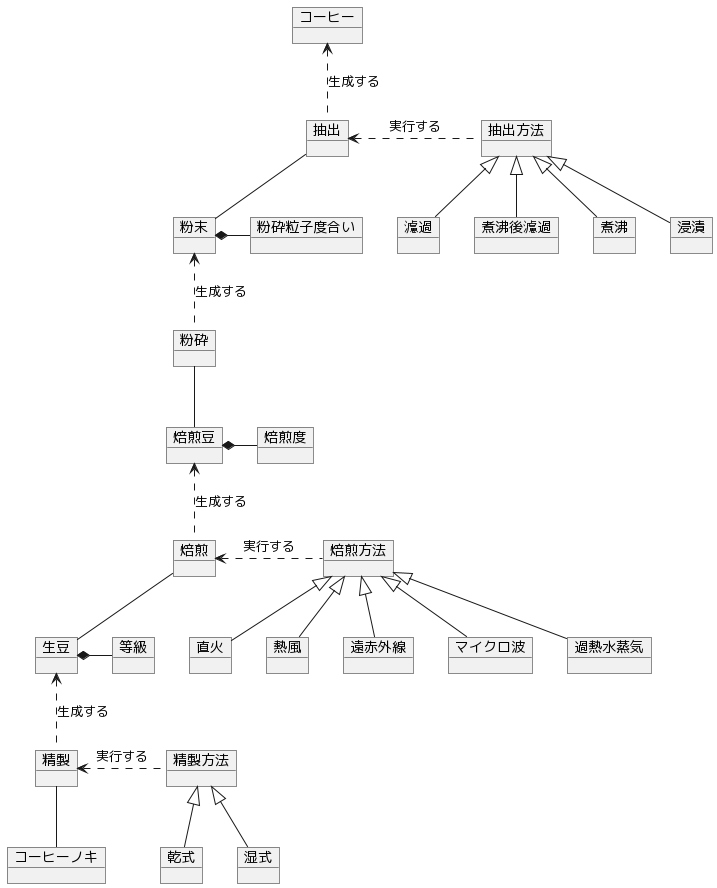 コーヒー
生成する
抽出
実行する
抽出方法
粉末
粉砕粒子度合い
濾過
煮沸後濾過
煮沸
浸漬
生成する
粉砕
焙煎豆
焙煎度
生成する
焙煎
実行する
焙煎方法
生豆
等級
直火
熱風
遠赤外線
マイクロ波
過熱水蒸気
生成する
精製
実行する
精製方法
コーヒーノキ
乾式
湿式